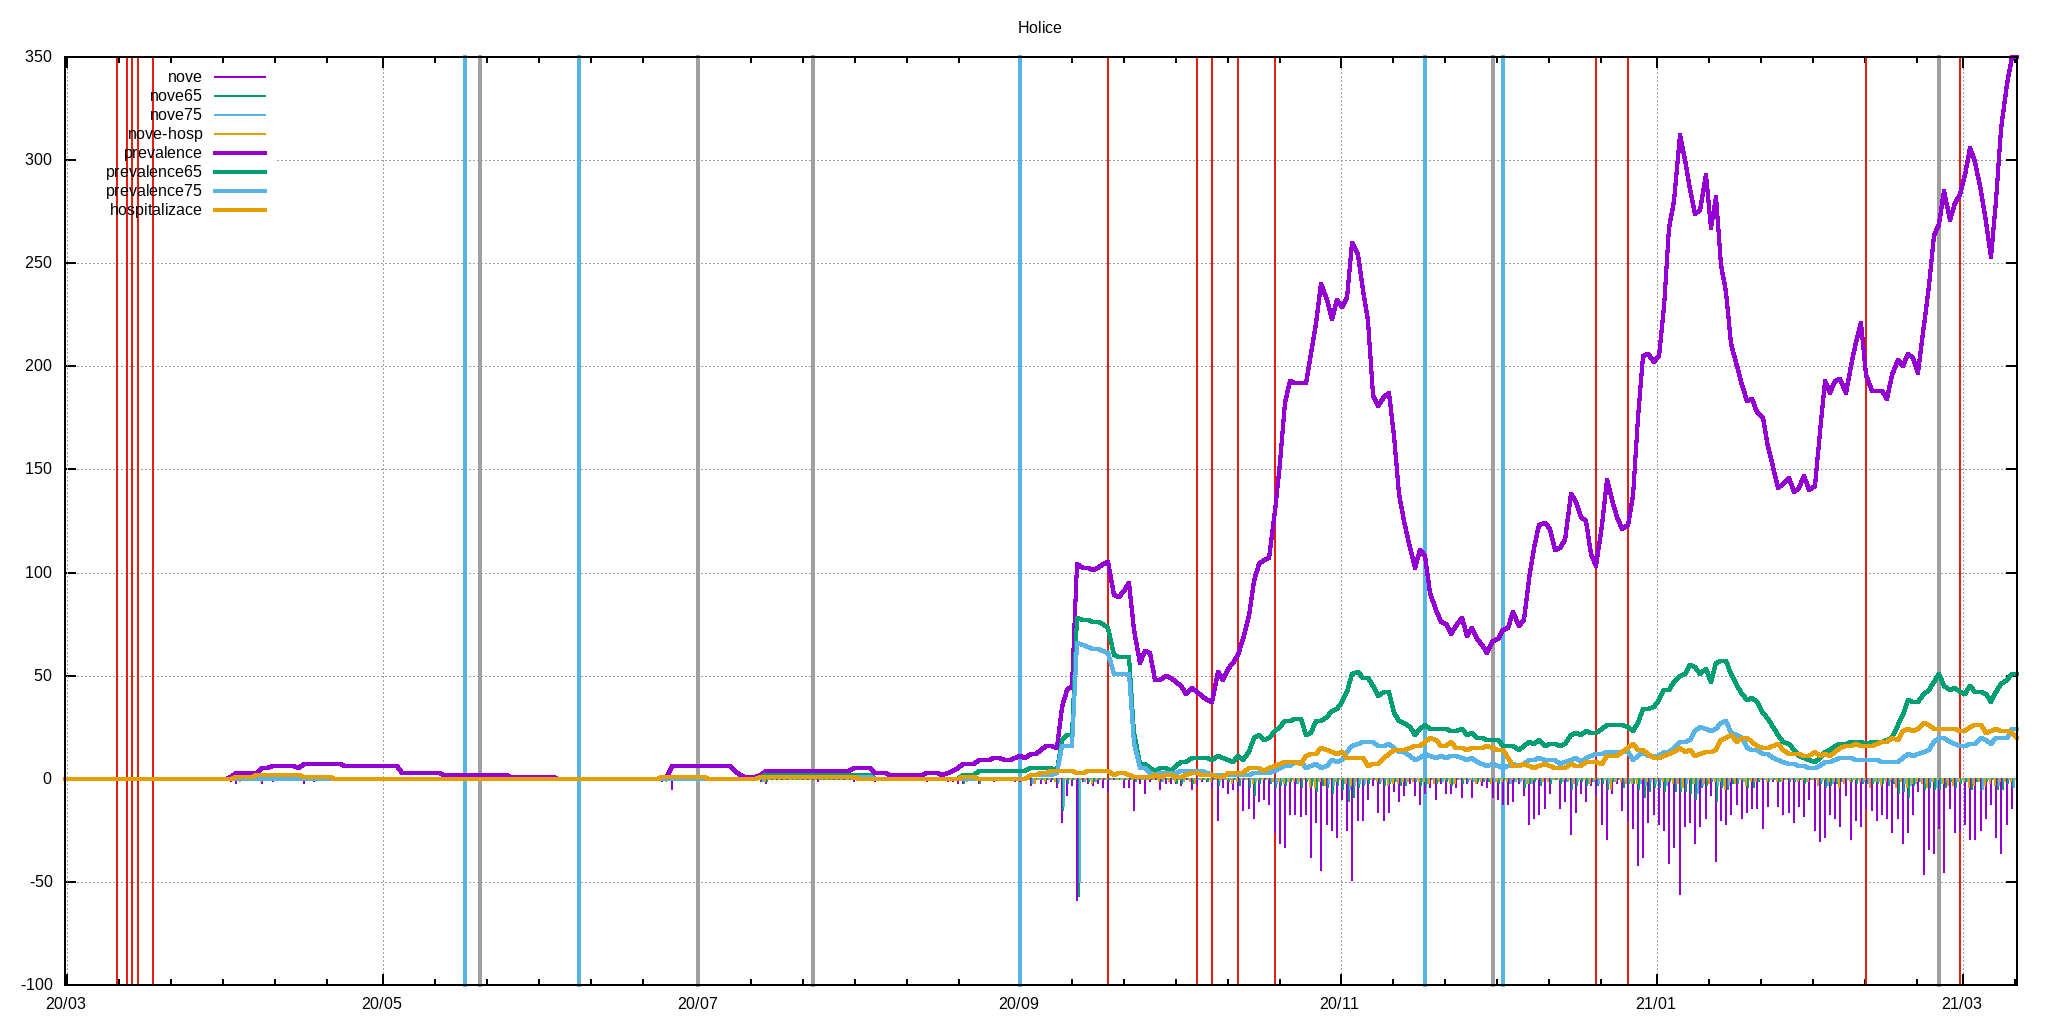 Holice
350
300
250
200
150
100
50
0
-50
-100
nove
nove65
nove75
nove-hosp
prevalence
prevalence65
prevalence75
hospitalizace
20/03 20/05 20/07 20/09 20/11 21/01 21/03